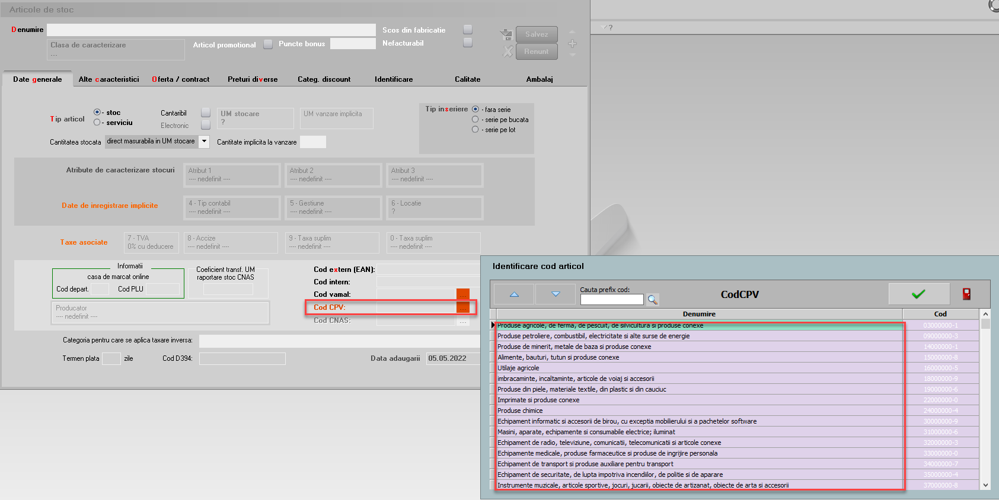 Articole de stoc
?
Denumire
Scos din fabricatie
Salvez
Clasa de caracterizare
...
Articol promotional
Puncte bonus
Nefacturabil
Renunt
Date generale
Alte caracteristici
Oferta / contract
Preturi diverse
Categ. discount
Identificare
Calitate
Ambalaj
Tip articol
- stoc
- serviciu
Cantaribil
Electronic
UM stocare
?
UM vanzare implicita
Tip inseriere
- fara serie
- serie pe bucata
- serie pe lot
Cantitatea stocata
direct masurabila in UM stocare
Cantitate implicita la vanzare
Atribute de caracterizare stocuri
Atribut 1
---- nedefinit ----
Atribut 2
---- nedefinit ----
Atribut 3
---- nedefinit ----
Date de inregistrare implicite
4 - Tip contabil
---- nedefinit ----
5 - Gestiune
---- nedefinit ----
6 - Locatie
?
Taxe asociate
7 - TVA
0% cu deducere
8 - Accize
---- nedefinit ----
9 - Taxa suplim
---- nedefinit ----
0 - Taxa suplim
---- nedefinit ----
Informatii
casa de marcat online
Cod depart.
Cod PLU
Coeficient transf. UM
raportare stoc CNAS
Producator
---- nedefinit ----
Cod extern (EAN):
Cod intern:
Cod vamal:
...
Cod CPV:
...
Cod CNAS:
...
Categoria pentru care se aplica taxare inversa:
Termen plata
zile
Cod D394:
Data adaugarii
05.05.2022
Identificare cod articol
Cauta prefix cod:
CodCPV
Denumire
Cod
Produse agricole, de ferma, de pescuit, de silvicultura si produse conexe
03000000-1
Produse petroliere, combustibil, electricitate si alte surse de energie
09000000-3
Produse de minerit, metale de baza si produse conexe
14000000-1
Alimente, bauturi, tutun si produse conexe
15000000-8
Utilaje agricole
16000000-5
imbracaminte, incaltaminte, articole de voiaj si accesorii
18000000-9
Produse din piele, materiale textile, din plastic si din cauciuc
19000000-6
Imprimate si produse conexe
22000000-0
Produse chimice
24000000-4
Echipament informatic si accesorii de birou, cu exceptia mobilierului si a pachetelor software
30000000-9
Masini, aparate, echipamente si consumabile electrice; iluminat
31000000-6
Echipament de radio, televiziune, comunicatii, telecomunicatii si articole conexe
32000000-3
Echipamente medicale, produse farmaceutice si produse de ingrijire personala
33000000-0
Echipament de transport si produse auxiliare pentru transport
34000000-7
Echipament de securitate, de lupta impotriva incendiilor, de politie si de aparare
35000000-4
Instrumente muzicale, articole sportive, jocuri, jucarii, obiecte de artizanat, obiecte de arta si accesorii
37000000-8